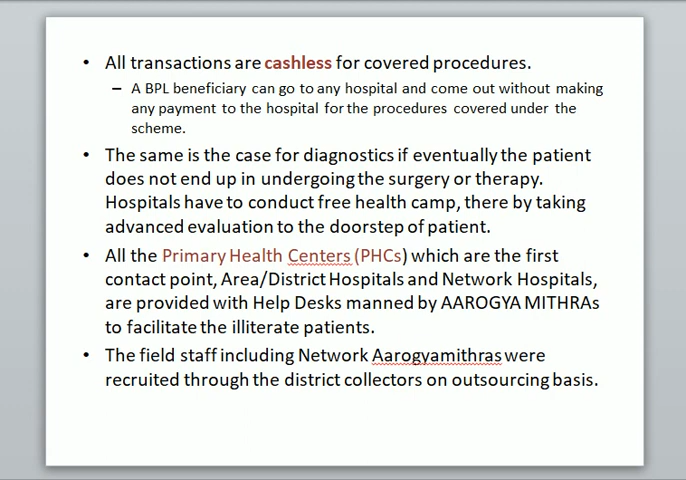 • All transactions are cashless for covered procedures.
– A BPL beneficiary can go to any hospital and come out without making
any payment to the hospital for the procedures covered under the
scheme.
• The same is the case for diagnostics if eventually the patient
does not end up in undergoing the surgery or therapy.
Hospitals have to conduct free health camp, there by taking
advanced evaluation to the doorstep of patient.
• All the Primary Health Centers (PHCs) which are the first
contact point, Area/District Hospitals and Network Hospitals,
are provided with Help Desks manned by AAROGYA MITHRAs
to facilitate the illiterate patients.
• The field staff including Network Aarogyamithras were
recruited through the district collectors on outsourcing basis.